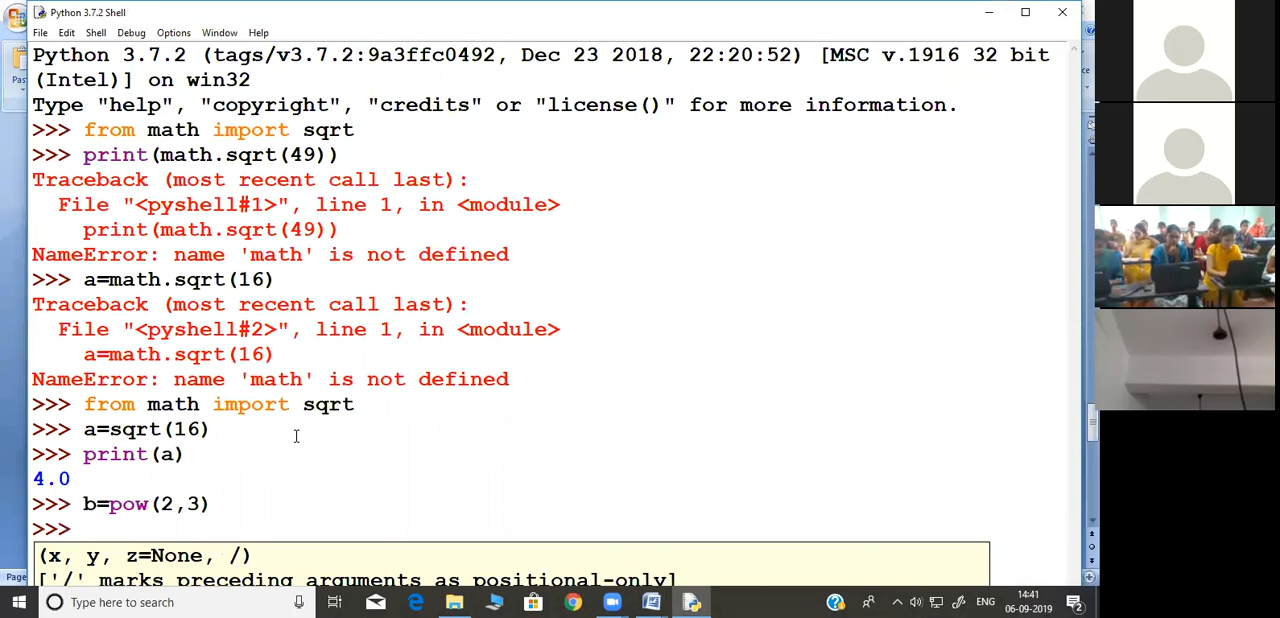 Python 3.7.2 Shell
File Edit Shell Debug Options Window Help
Python 3.7.2 (tags/v3.7.2:9a3ffc0492, Dec 23 2018, 22:20:52) [MSC v.1916 32 bit
(Intel)] on win32
Type "help", "copyright", "credits" or "license()" for more information.
>>> from math import sqrt
>>> print(math.sqrt(49))
Traceback (most recent call last):
  File "<pyshell#1>", line 1, in <module>
    print(math.sqrt(49))
NameError: name 'math' is not defined
>>> a=math.sqrt(16)
Traceback (most recent call last):
  File "<pyshell#2>", line 1, in <module>
    a=math.sqrt(16)
NameError: name 'math' is not defined
>>> from math import sqrt
>>> a=sqrt(16)
>>> print(a)
4.0
>>> b=pow(2,3)
>>>
(x, y, z=None, /)
['/' marks preceding arguments as positional-only]
Page
Type here to search
ENG
14:41
06-09-2019
2